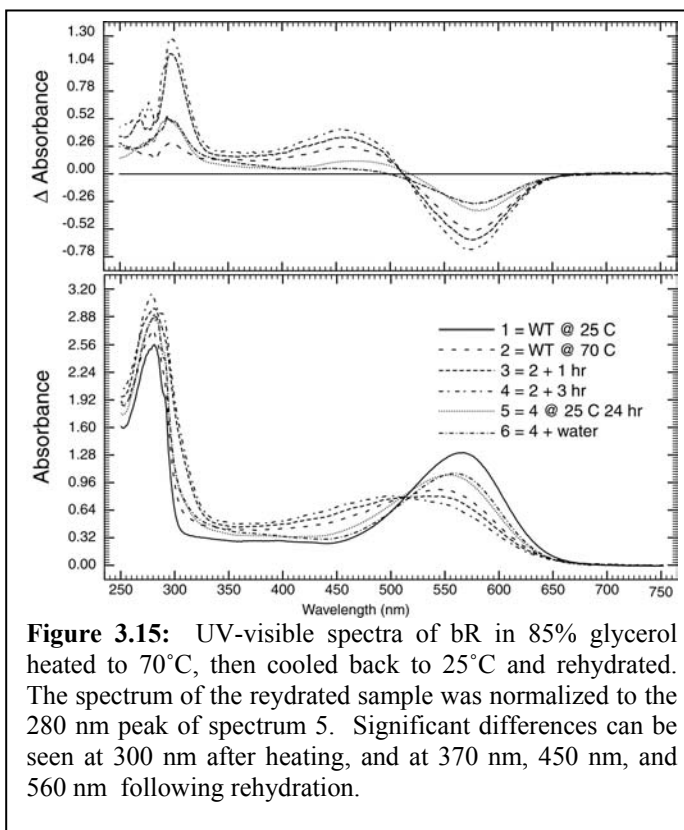 1.30
1.04
0.78
0.52
0.26
0.00
-0.26
-0.52
-0.78
Δ Absorbance
3.20
2.88
2.56
2.24
1.92
1.60
1.28
0.96
0.64
0.32
0.00
Absorbance
1 = WT @ 25 C
2 = WT @ 70 C
3 = 2 + 1 hr
4 = 2 + 3 hr
5 = 4 @ 25 C 24 hr
6 = 4 + water
250 300 350 400 450 500 550 600 650 700 750
Wavelength (nm)
Figure 3.15: UV-visible spectra of bR in 85% glycerol
heated to 70˚C, then cooled back to 25˚C and rehydrated.
The spectrum of the reydrated sample was normalized to the
280 nm peak of spectrum 5. Significant differences can be
seen at 300 nm after heating, and at 370 nm, 450 nm, and
560 nm following rehydration.